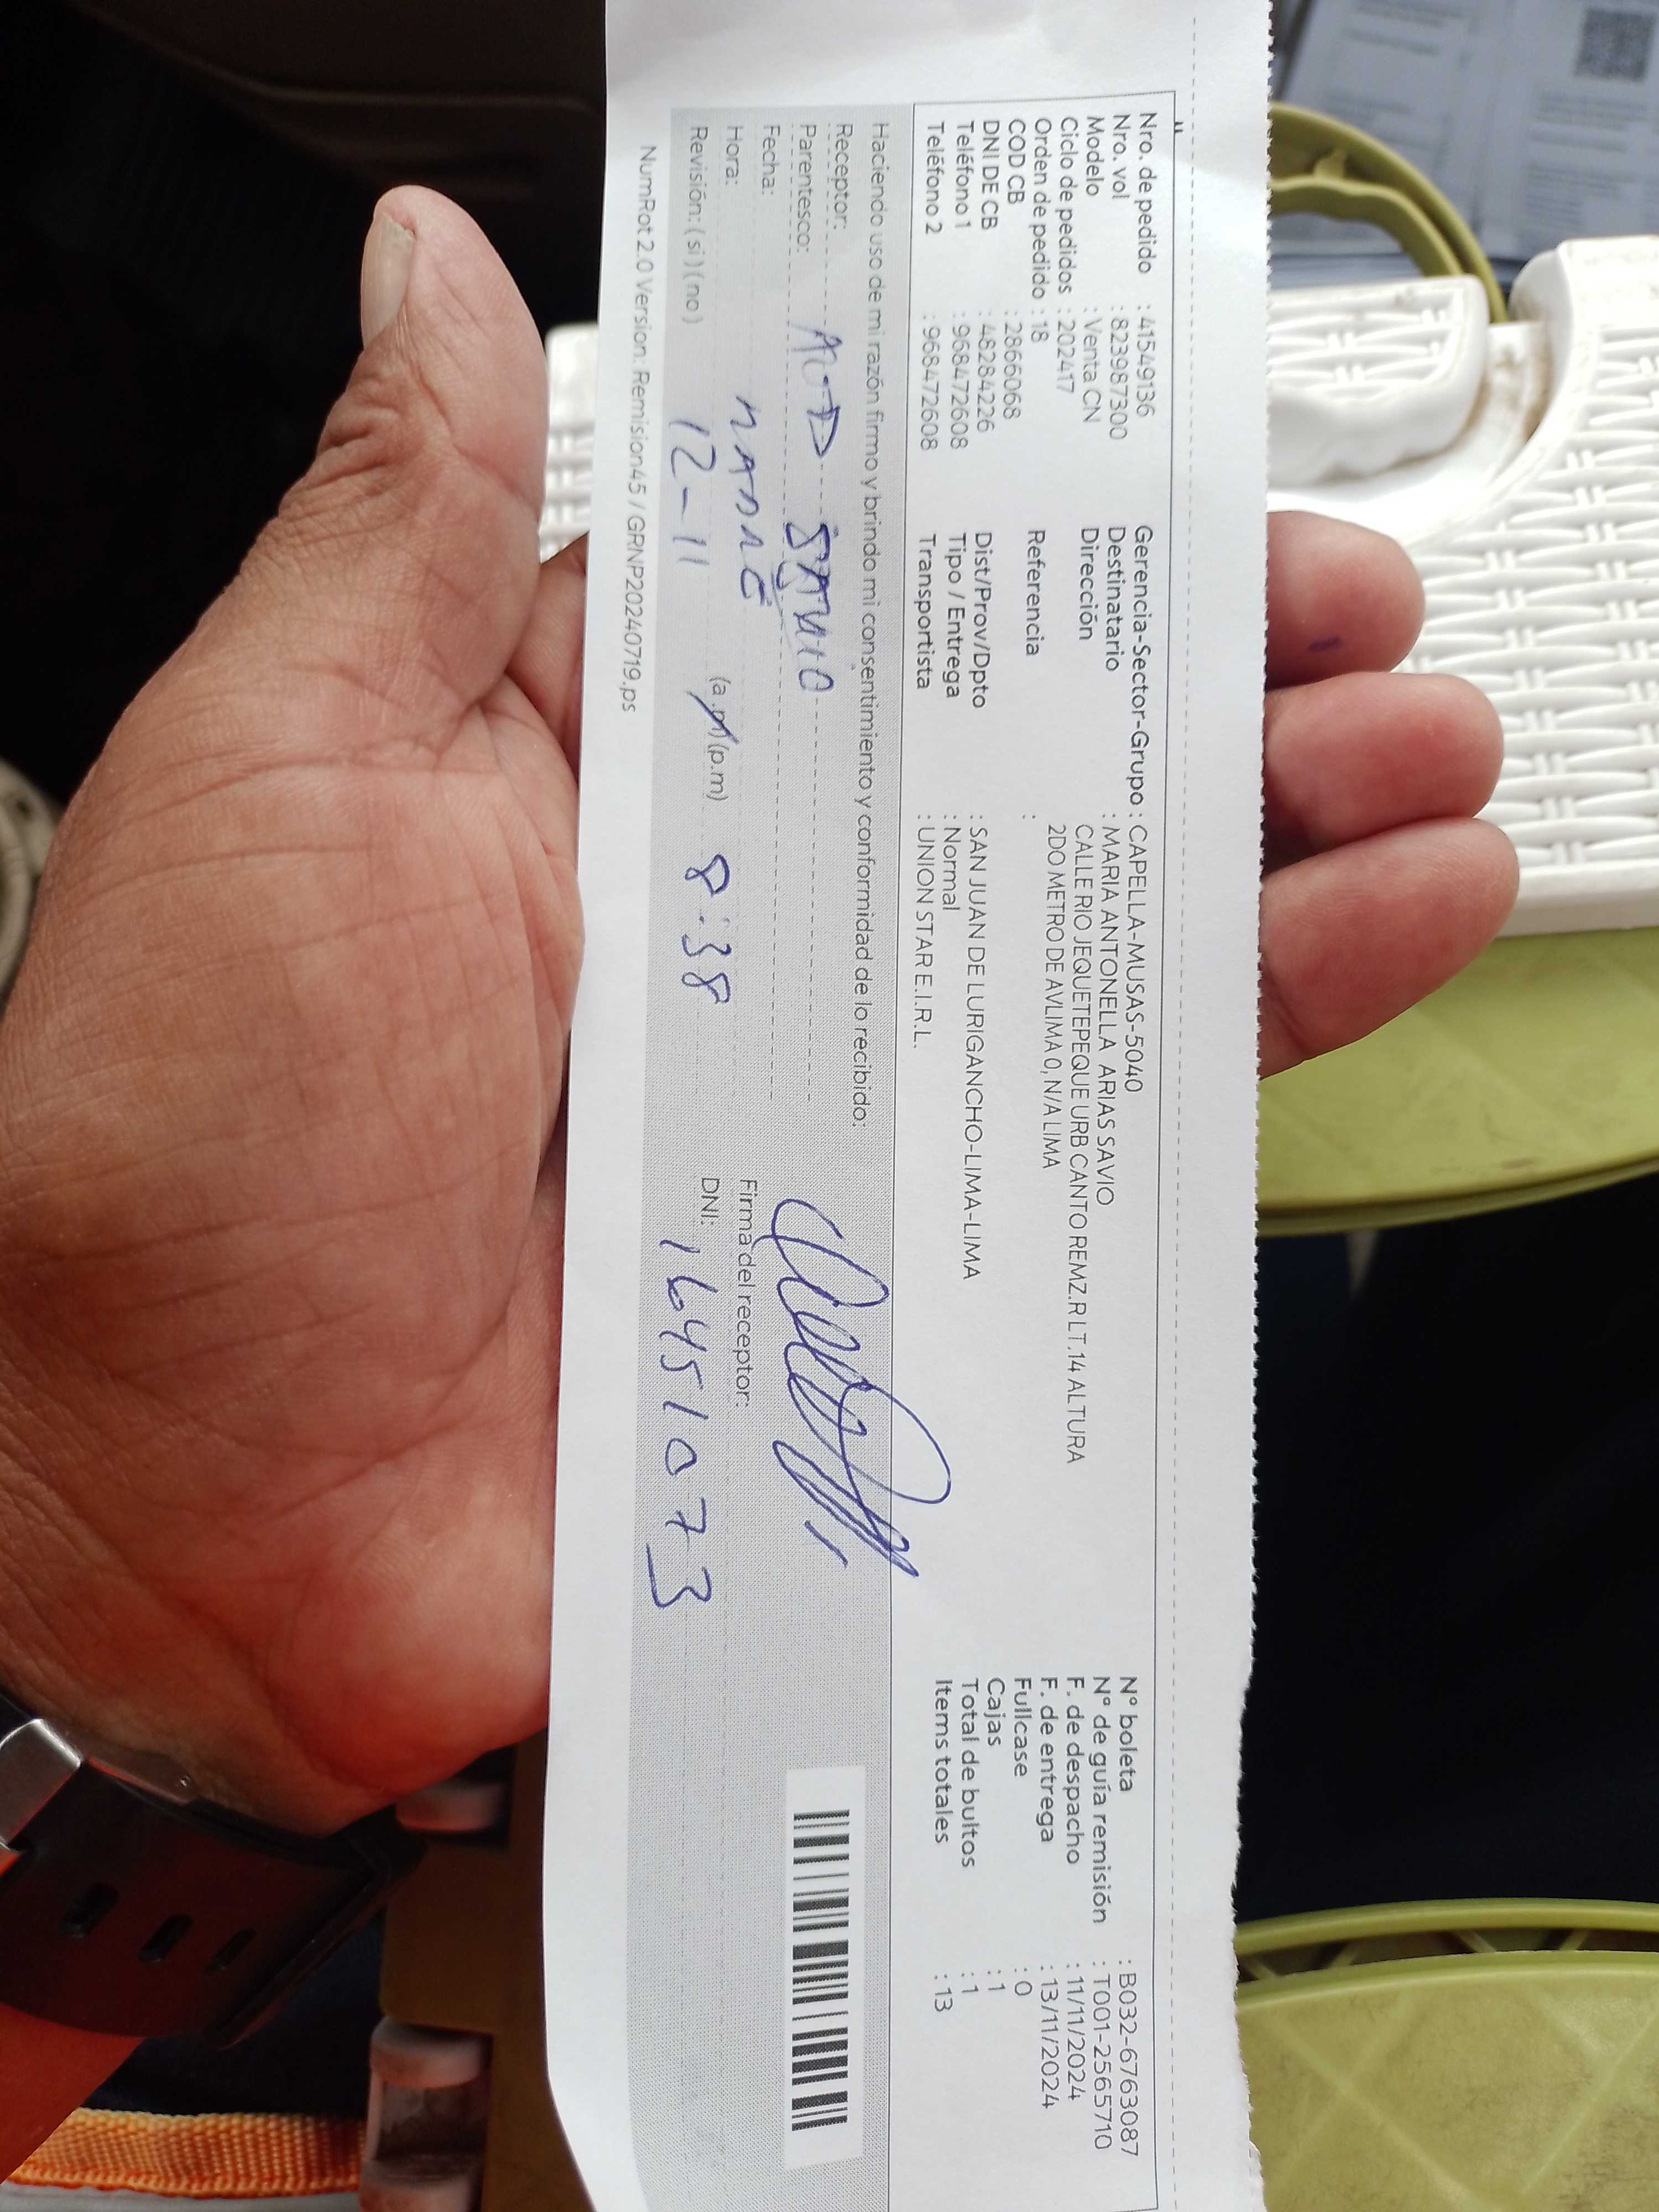 Nro. de pedido : 41549136
Nro. vol : 823987300
Modelo : Venta CN
Ciclo de pedidos : 202417
Orden de pedido : 18
COD CB : 2866068
DNI DE CB : 48284226
Teléfono 1 : 968472608
Teléfono 2 : 968472608
Gerencia-Sector-Grupo : CAPELLA-MUSAS-5040
Destinatario : MARIA ANTONELLA ARIAS SAVIO
Dirección CALLE RIO JEQUETEPEQUE URB CANTO REMZ.R LT.14 ALTURA
2DO METRO DE AVLIMA 0, N/A LIMA
Referencia :
Dist/Prov/Dpto : SAN JUAN DE LURIGANCHO-LIMA-LIMA
Tipo / Entrega : Normal
Transportista : UNION STAR E.I.R.L.
N° boleta : B032-6763087
N° de guía remisión : T001-2565710
F. de despacho : 11/11/2024
F. de entrega : 13/11/2024
Fullcase : 0
Cajas : 1
Total de bultos : 1
Items totales : 13
Haciendo uso de mi razón firmo y brindo mi consentimiento y conformidad de lo recibido:
Receptor:
Parentesco:
Fecha:
Hora: (a.m) (p.m) 8:38
12-11
Revisión: ( si ) ( no )
Firma del receptor:
DNI: 16451073
NumRot 2.0 Version. Remision45 / GRNP20240719.ps